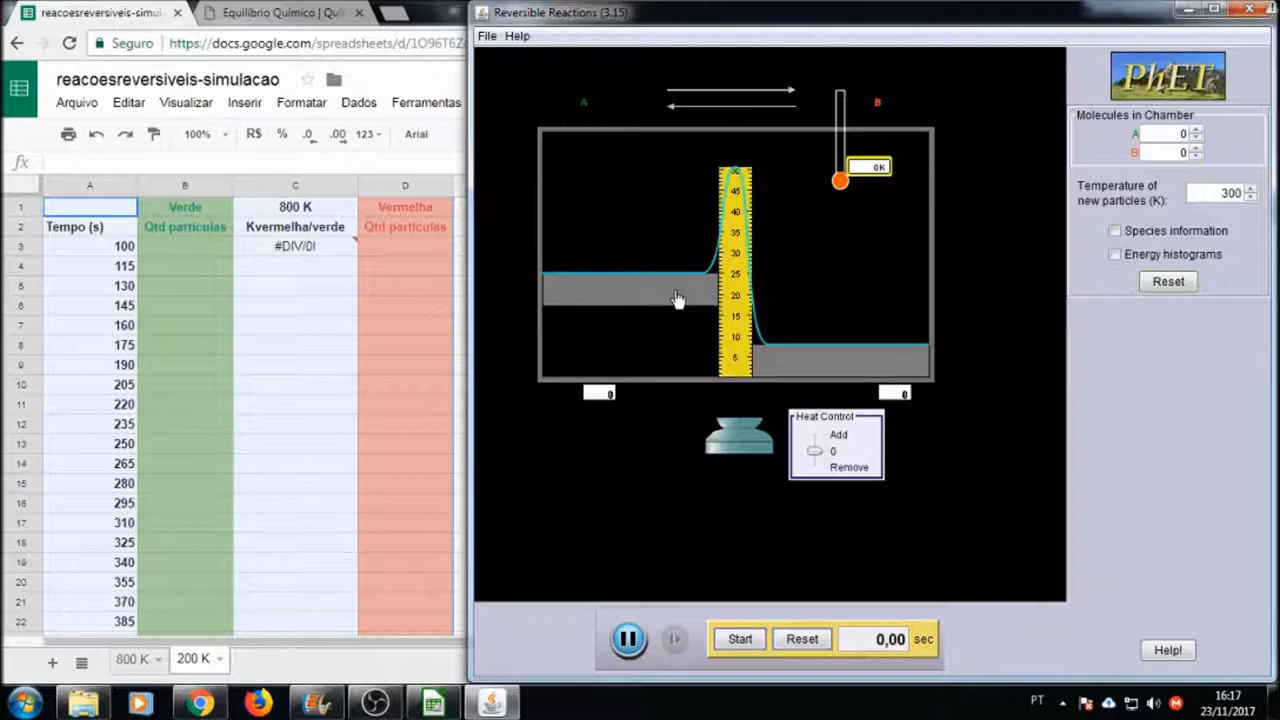 reacoesreversiveis-simul
Equilíbrio Químico | Qui
Seguro
https://docs.google.com/spreadsheets/d/1O96T6Z
reacoesreversiveis-simulacao
Arquivo Editar Visualizar Inserir Formatar Dados Ferramentas
100% R$ % .0 .00 123 Arial
fx
A B C D
1 Verde 800 K Vermelha
2 Tempo (s) Qtd particulas Kvermelha/verde Qtd particulas
3 100 #DIV/0!
4 115
5 130
6 145
7 160
8 175
9 190
10 205
11 220
12 235
13 250
14 265
15 280
16 295
17 310
18 325
19 340
20 355
21 370
22 385
+ 800 K 200 K
Reversible Reactions (3.15)
File Help
A
B
0K
45
40
35
30
25
20
15
10
5
0
0
Heat Control
Add
0
Remove
PhET
Molecules in Chamber
A 0
B 0
Temperature of
new particles (K): 300
Species information
Energy histograms
Reset
Start Reset 0,00 sec
Help!
PT
16:17
23/11/2017